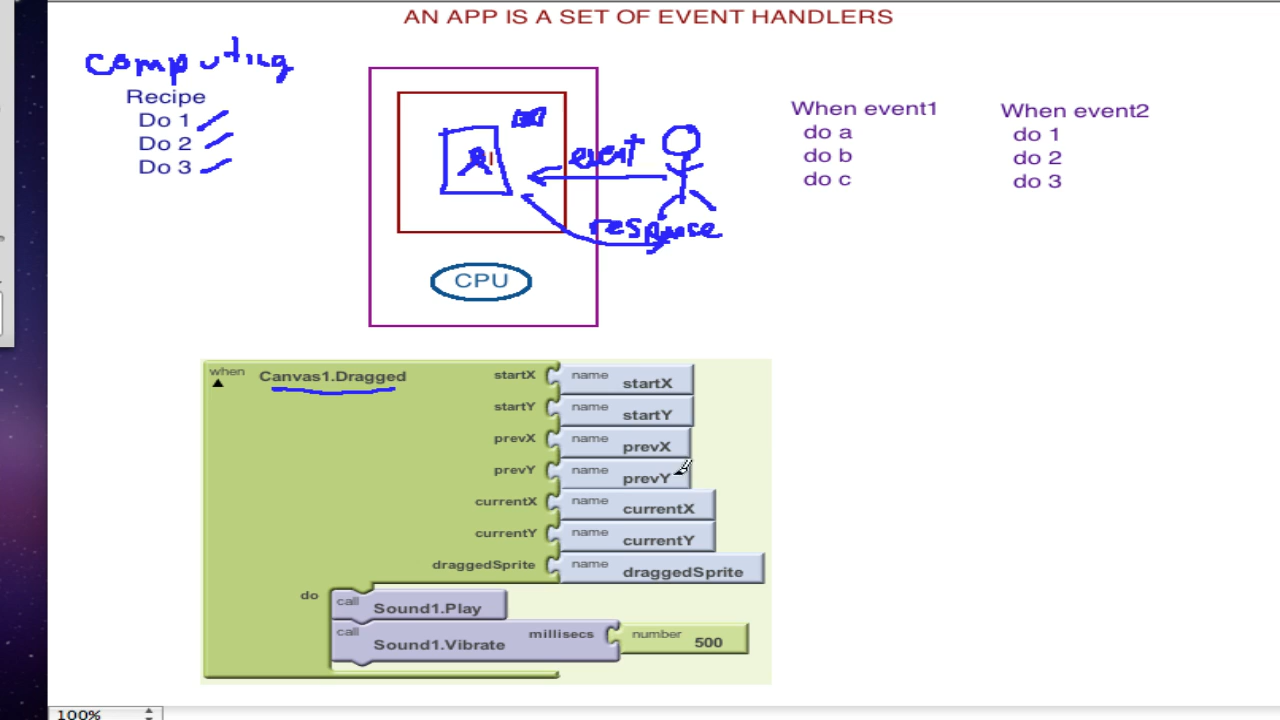 AN APP IS A SET OF EVENT HANDLERS
computing
Recipe
Do 1
Do 2
Do 3
event
response
CPU
When event1
do a
do b
do c
When event2
do 1
do 2
do 3
when Canvas1.Dragged startX name startX
startY name startY
prevX name prevX
prevY name prevY
currentX name currentX
currentY name currentY
draggedSprite name draggedSprite
do call Sound1.Play
call Sound1.Vibrate millisecs number 500
100%